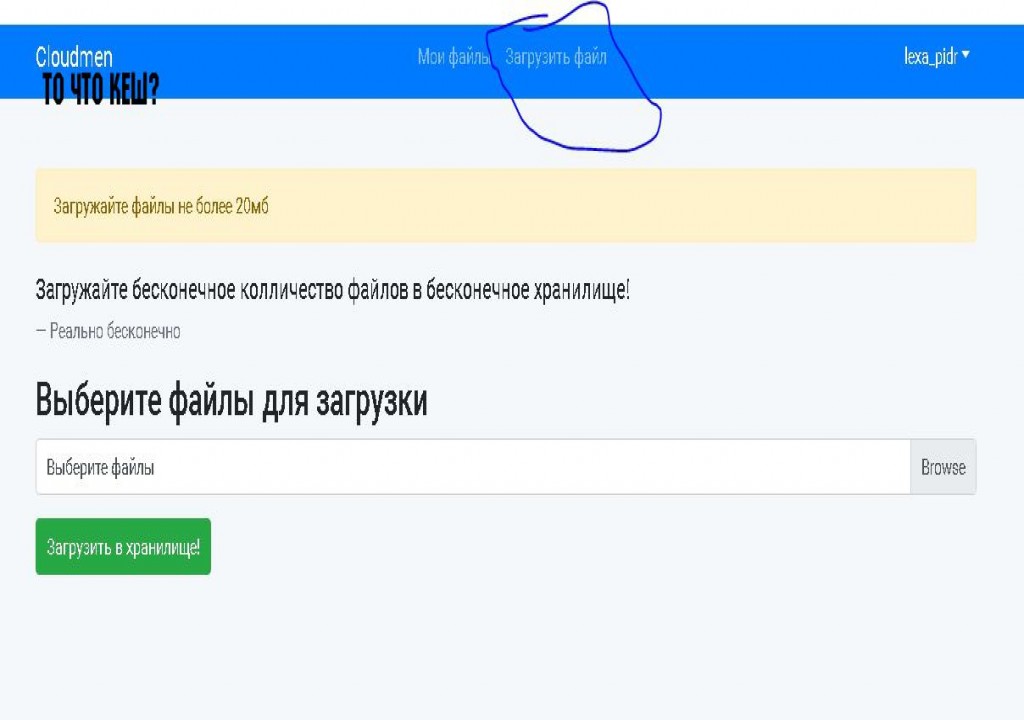 Cloudmen
Мои файлы
Загрузить файл
lexa_pidr
ТО ЧТО КЕШ?
Загружайте файлы не более 20мб
Загружайте бесконечное колличество файлов в бесконечное хранилище!
— Реально бесконечно
Выберите файлы для загрузки
Выберите файлы
Browse
Загрузить в хранилище!